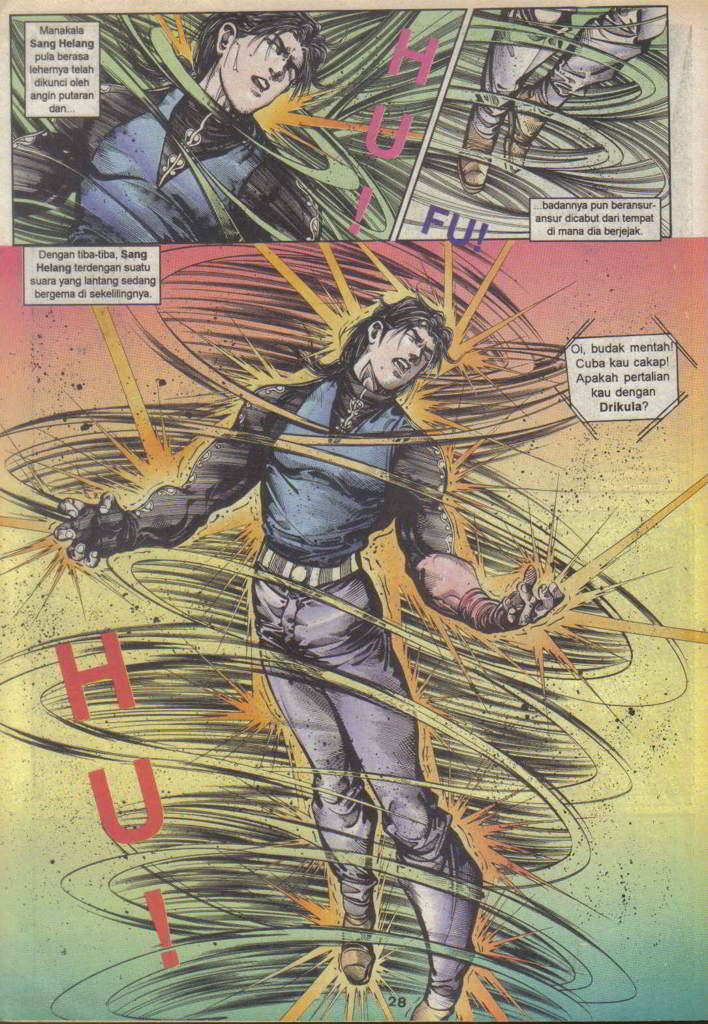 Manakala
Sang Helang
pula berasa
lehernya telah
dikunci oleh
angin putaran
dan...
HU!
...badannya pun beransur-
ansur dicabut dari tempat
di mana dia berjejak.
FU!
Dengan tiba-tiba, Sang
Helang terdengan suatu
suara yang lantang sedang
bergema di sekelilingnya.
Oi, budak mentah!
Cuba kau cakap!
Apakah pertalian
kau dengan
Drikula?
HU!
28